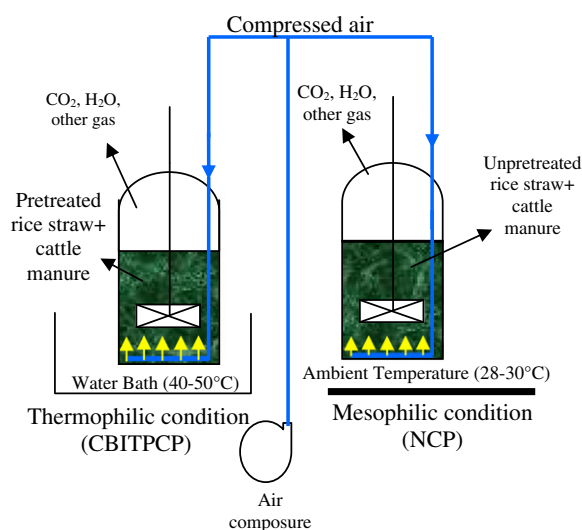 Compressed air
CO₂, H₂O,
other gas
CO₂, H₂O,
other gas
Pretreated
rice straw+
cattle
manure
Unpretreated
rice straw+
cattle
manure
Water Bath (40-50°C)
Ambient Temperature (28-30°C)
Thermophilic condition
(CBITPCP)
Mesophilic condition
(NCP)
Air
composure